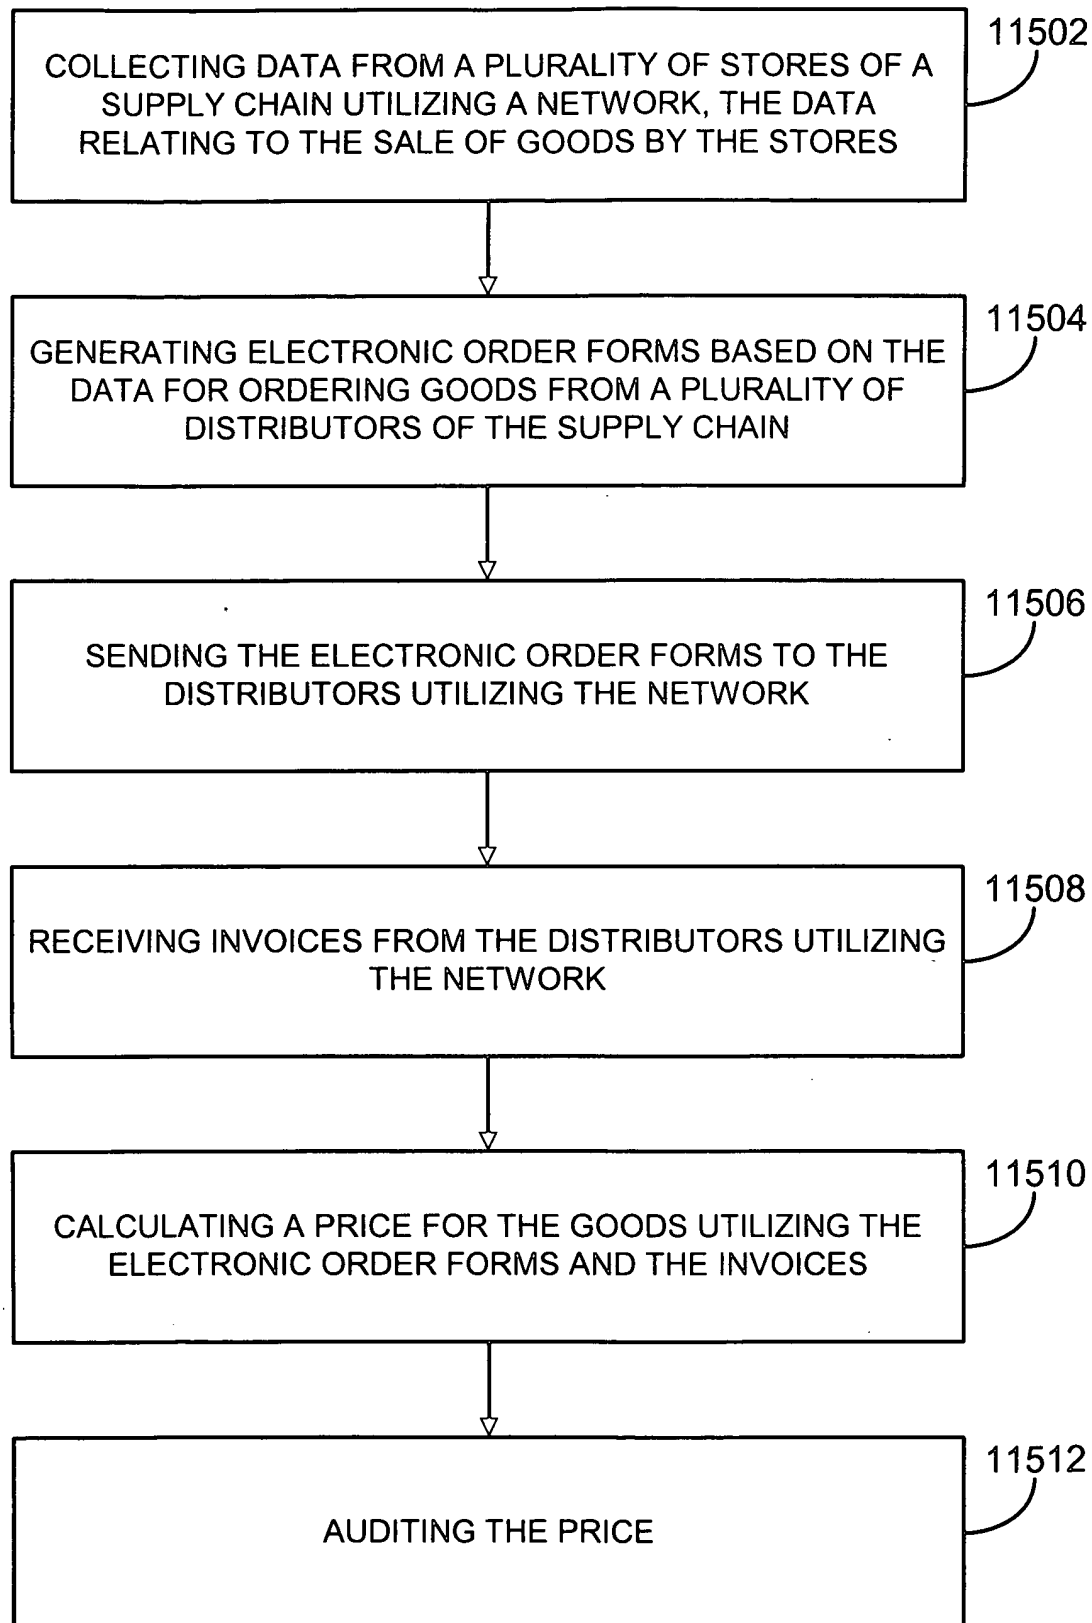 11502
COLLECTING DATA FROM A PLURALITY OF STORES OF A
SUPPLY CHAIN UTILIZING A NETWORK, THE DATA
RELATING TO THE SALE OF GOODS BY THE STORES
11504
GENERATING ELECTRONIC ORDER FORMS BASED ON THE
DATA FOR ORDERING GOODS FROM A PLURALITY OF
DISTRIBUTORS OF THE SUPPLY CHAIN
11506
SENDING THE ELECTRONIC ORDER FORMS TO THE
DISTRIBUTORS UTILIZING THE NETWORK
11508
RECEIVING INVOICES FROM THE DISTRIBUTORS UTILIZING
THE NETWORK
11510
CALCULATING A PRICE FOR THE GOODS UTILIZING THE
ELECTRONIC ORDER FORMS AND THE INVOICES
11512
AUDITING THE PRICE